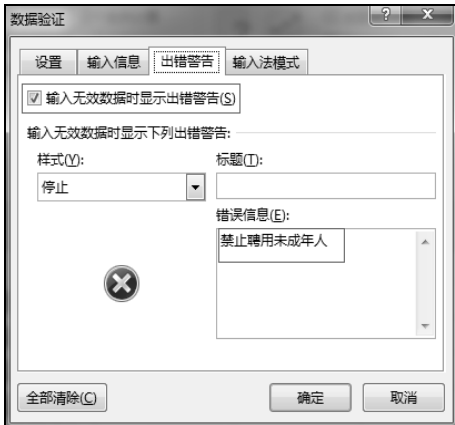 数据验证
设置 输入信息 出错警告 输入法模式
输入无效数据时显示出错警告(S)
输入无效数据时显示下列出错警告:
样式(Y): 标题(T):
停止
错误信息(E):
禁止聘用未成年人
全部清除(C) 确定 取消